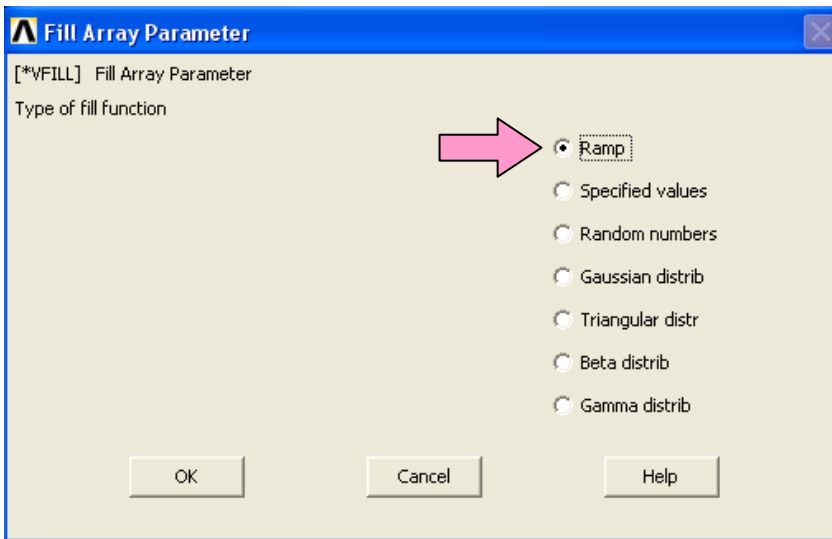 Fill Array Parameter
[*VFILL] Fill Array Parameter
Type of fill function
Ramp
Specified values
Random numbers
Gaussian distrib
Triangular distr
Beta distrib
Gamma distrib
OK Cancel Help